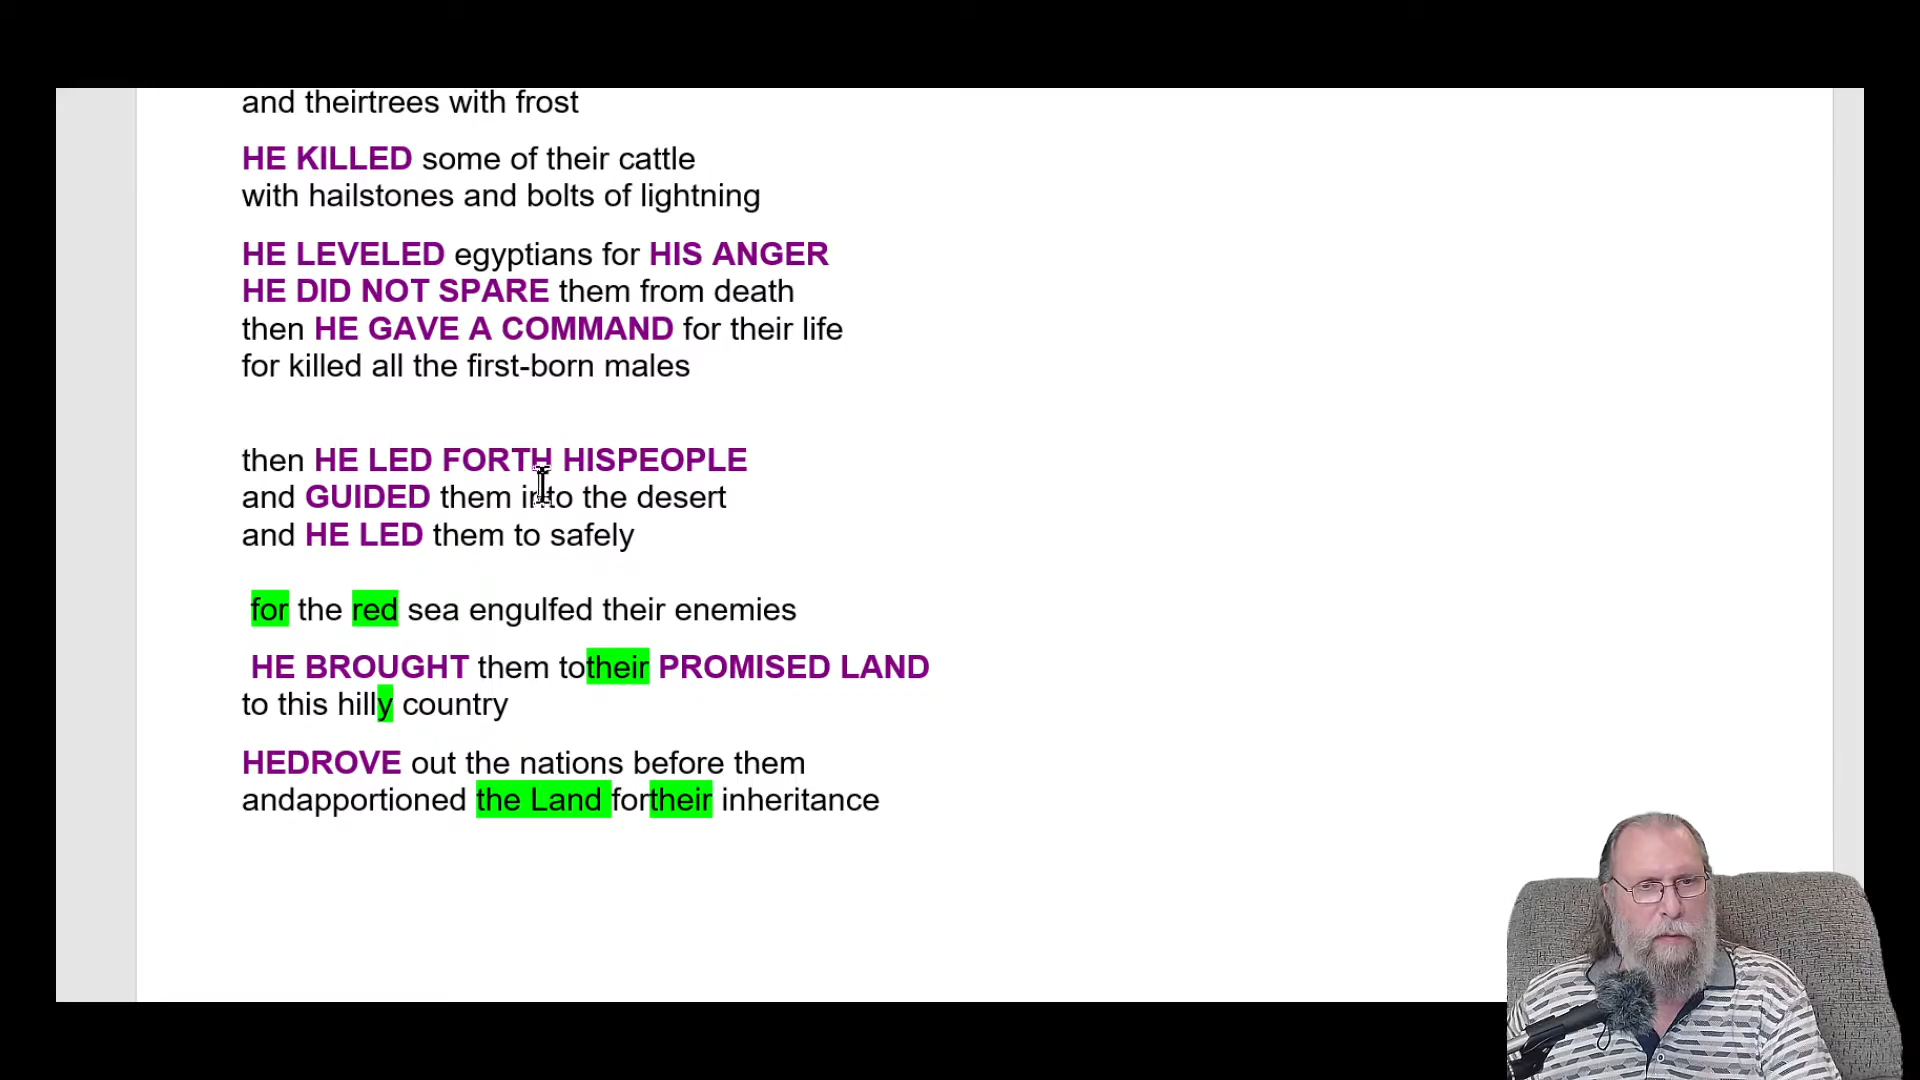 and theirtrees with frost
HE KILLED some of their cattle
with hailstones and bolts of lightning
HE LEVELED egyptians for HIS ANGER
HE DID NOT SPARE them from death
then HE GAVE A COMMAND for their life
for killed all the first-born males
then HE LED FORTH HISPEOPLE
and GUIDED them into the desert
and HE LED them to safely
for the red sea engulfed their enemies
HE BROUGHT them totheir PROMISED LAND
to this hilly country
HEDROVE out the nations before them
andapportioned the Land fortheir inheritance